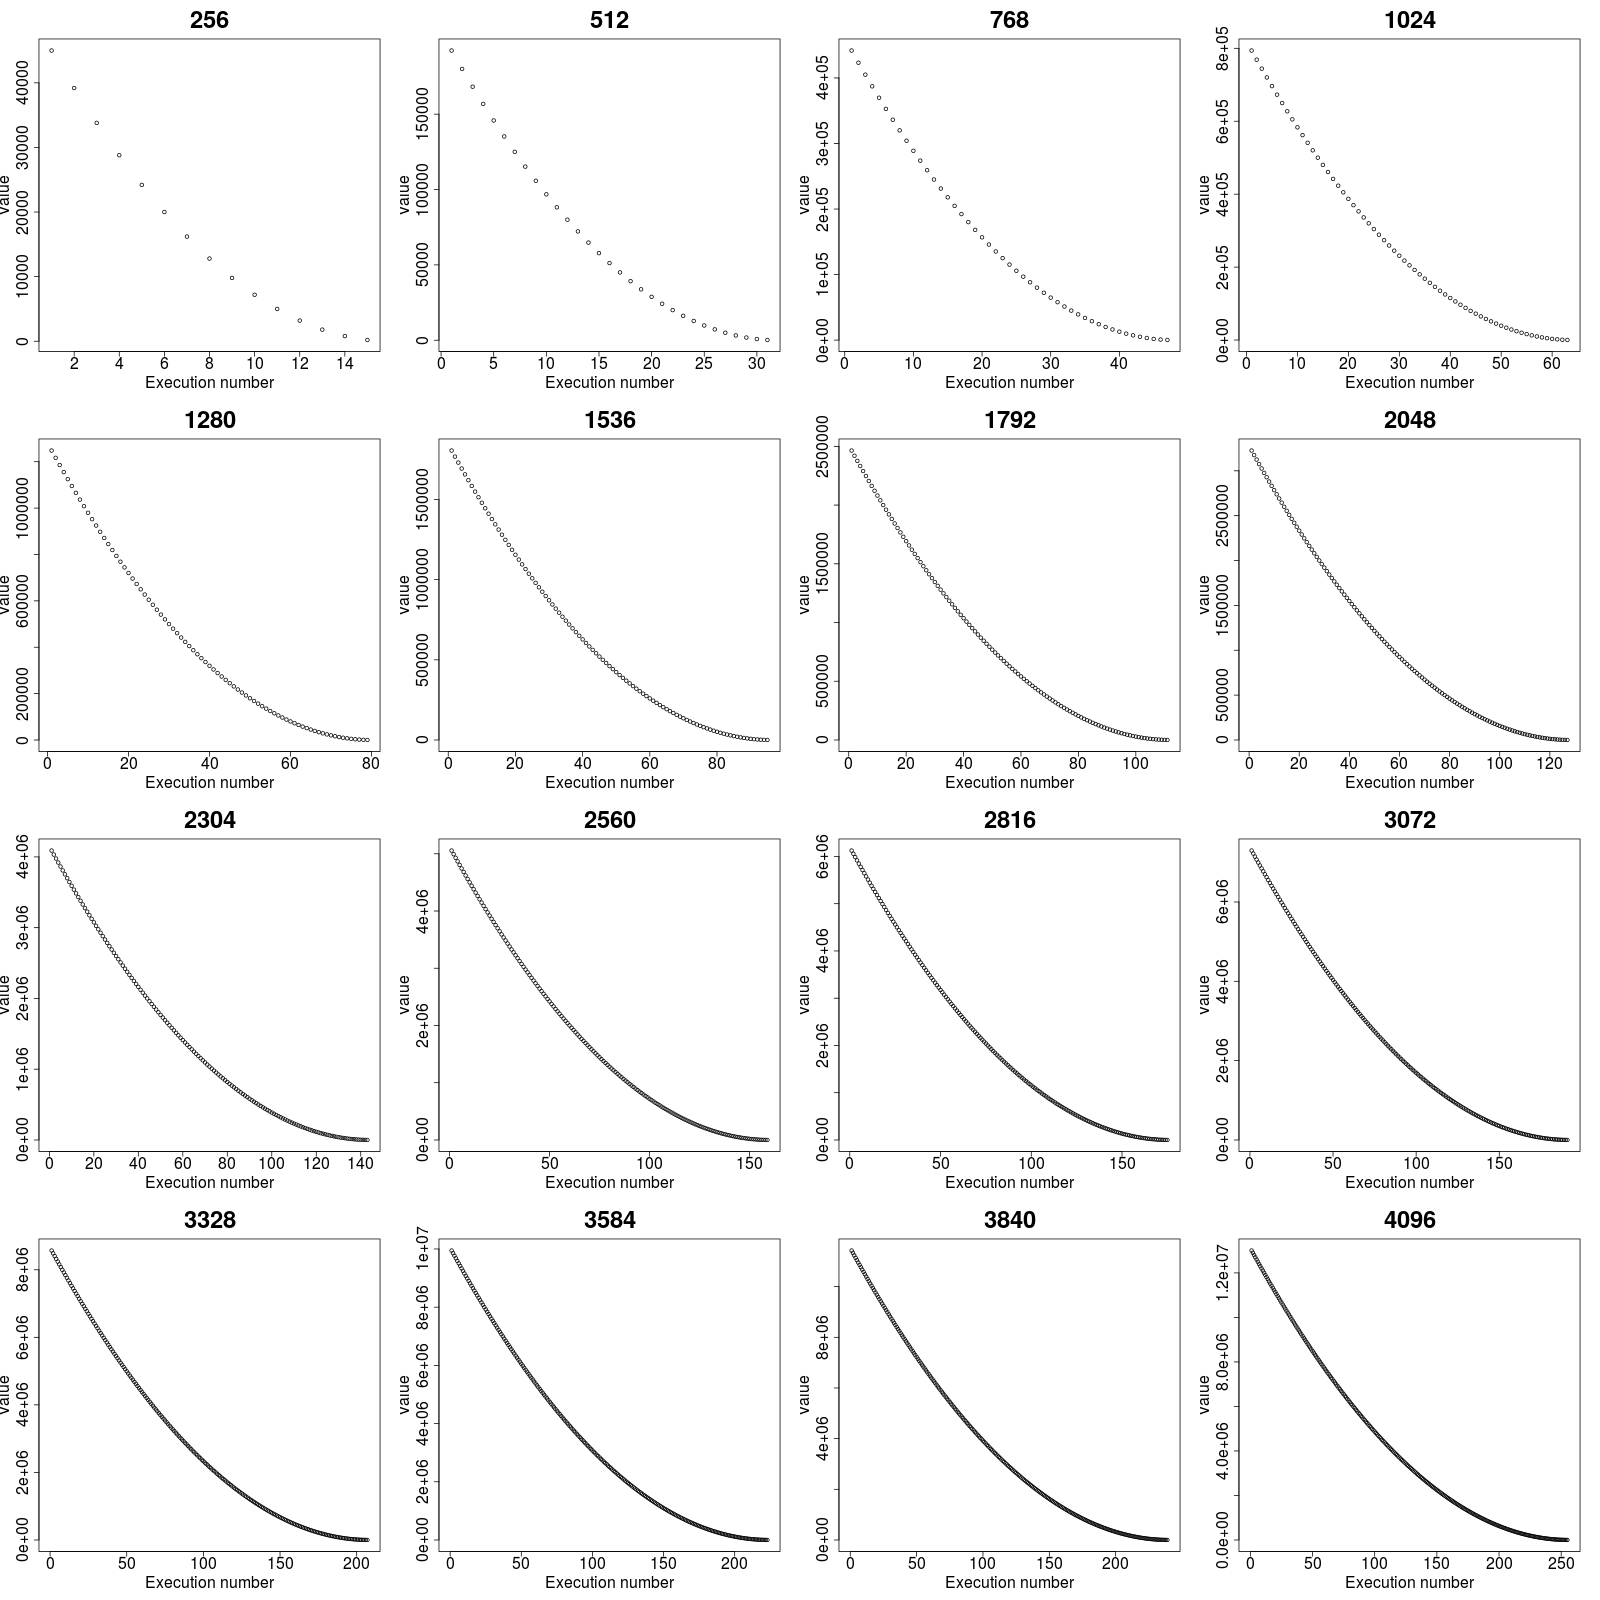 256
value
0 10000 20000 30000 40000
2 4 6 8 10 12 14
Execution number
512
value
0 50000 100000 150000
0 5 10 15 20 25 30
Execution number
768
value
0e+00 1e+05 2e+05 3e+05 4e+05
0 10 20 30 40
Execution number
1024
value
0e+00 2e+05 4e+05 6e+05 8e+05
0 10 20 30 40 50 60
Execution number
1280
value
0 200000 600000 1000000
0 20 40 60 80
Execution number
1536
value
0 500000 1000000 1500000
0 20 40 60 80
Execution number
1792
value
0 500000 1500000 2500000
0 20 40 60 80 100
Execution number
2048
value
0 500000 1500000 2500000
0 20 40 60 80 100 120
Execution number
2304
value
0e+00 1e+06 2e+06 3e+06 4e+06
0 20 40 60 80 100 120 140
Execution number
2560
value
0e+00 2e+06 4e+06
0 50 100 150
Execution number
2816
value
0e+00 2e+06 4e+06 6e+06
0 50 100 150
Execution number
3072
value
0e+00 2e+06 4e+06 6e+06
0 50 100 150
Execution number
3328
value
0e+00 2e+06 4e+06 6e+06 8e+06
0 50 100 150 200
Execution number
3584
value
0e+00 2e+06 4e+06 6e+06 8e+06 1e+07
0 50 100 150 200
Execution number
3840
value
0e+00 4e+06 8e+06
0 50 100 150 200
Execution number
4096
value
0.0e+00 4.0e+06 8.0e+06 1.2e+07
0 50 100 150 200 250
Execution number